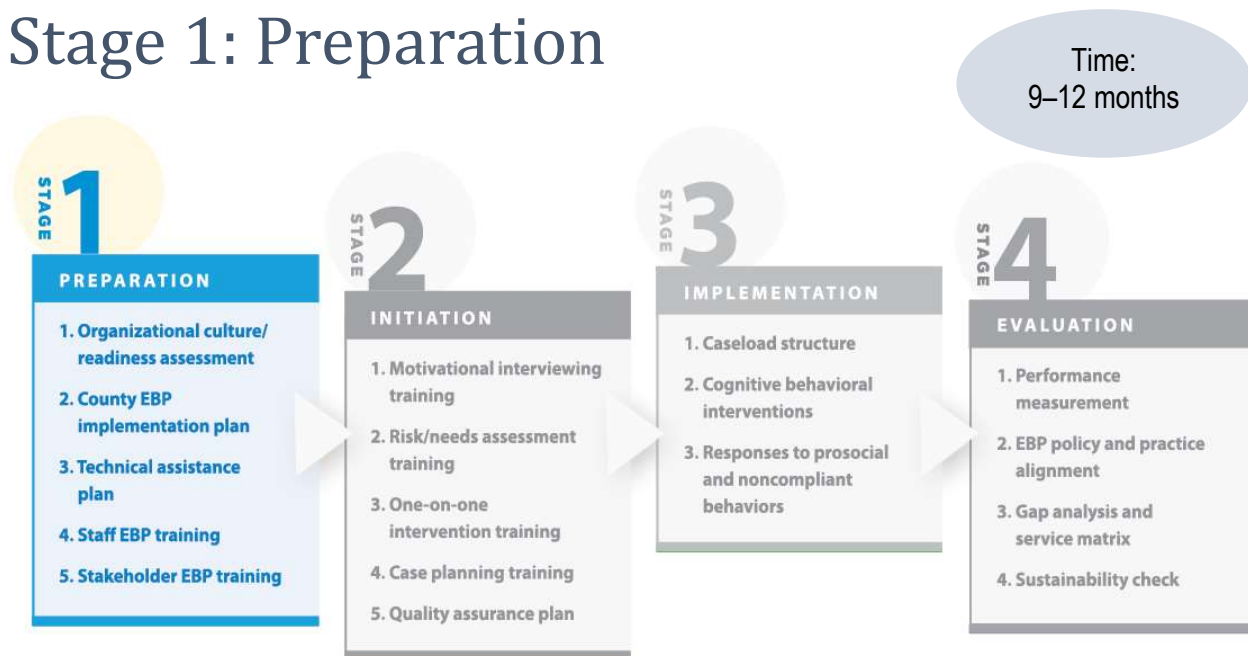 Stage 1: Preparation
Time:
9–12 months
STAGE
1
PREPARATION
1. Organizational culture/
readiness assessment
2. County EBP
implementation plan
3. Technical assistance
plan
4. Staff EBP training
5. Stakeholder EBP training
STAGE
2
INITIATION
1. Motivational interviewing
training
2. Risk/needs assessment
training
3. One-on-one
intervention training
4. Case planning training
5. Quality assurance plan
STAGE
3
IMPLEMENTATION
1. Caseload structure
2. Cognitive behavioral
interventions
3. Responses to prosocial
and noncompliant
behaviors
STAGE
4
EVALUATION
1. Performance
measurement
2. EBP policy and practice
alignment
3. Gap analysis and
service matrix
4. Sustainability check